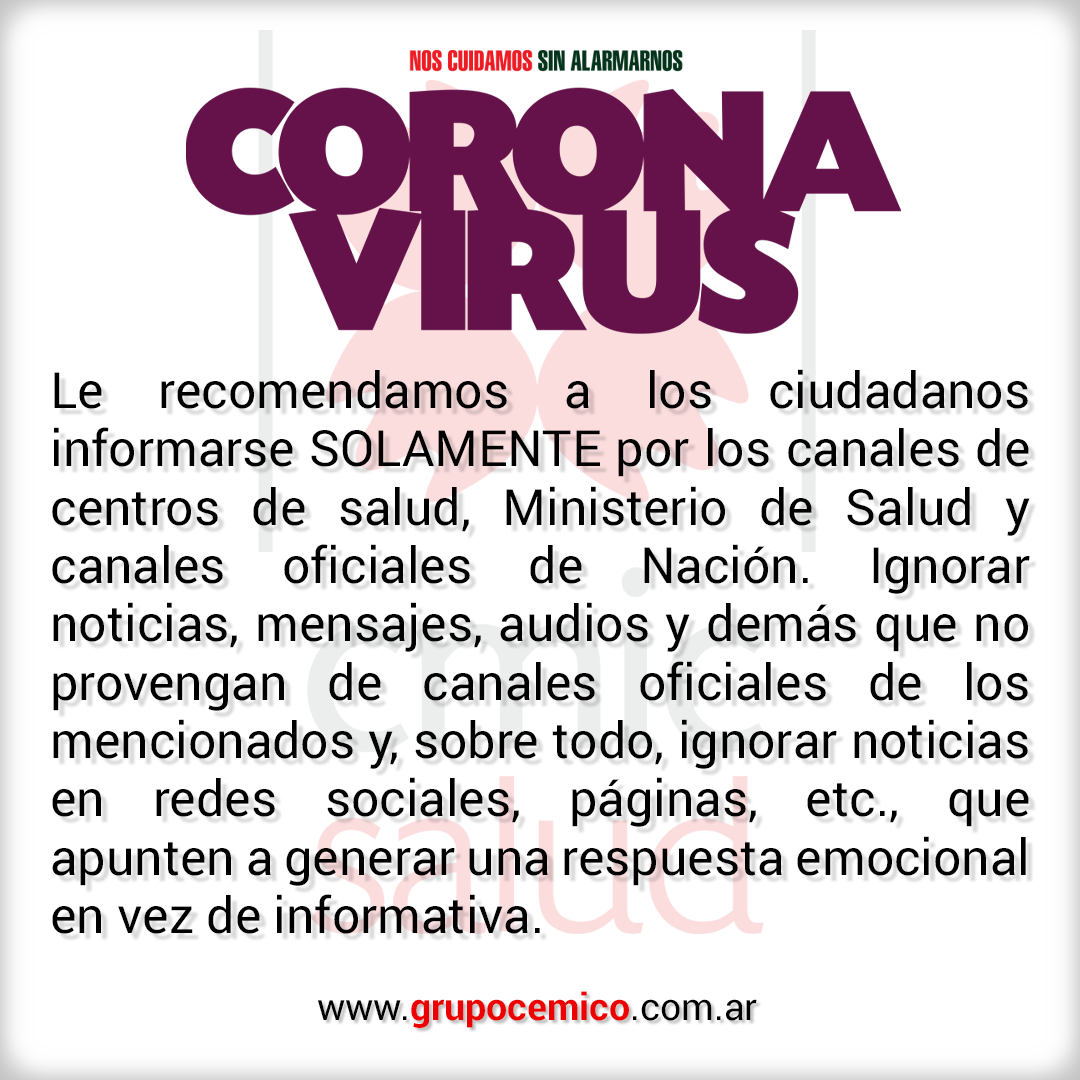 NOS CUIDAMOS SIN ALARMARNOS
CORONA
VIRUS
Le recomendamos a los ciudadanos
informarse SOLAMENTE por los canales de
centros de salud, Ministerio de Salud y
canales oficiales de Nación. Ignorar
noticias, mensajes, audios y demás que no
provengan de canales oficiales de los
mencionados y, sobre todo, ignorar noticias
en redes sociales, páginas, etc., que
apunten a generar una respuesta emocional
en vez de informativa.
cmic
salud
www.grupocemico.com.ar